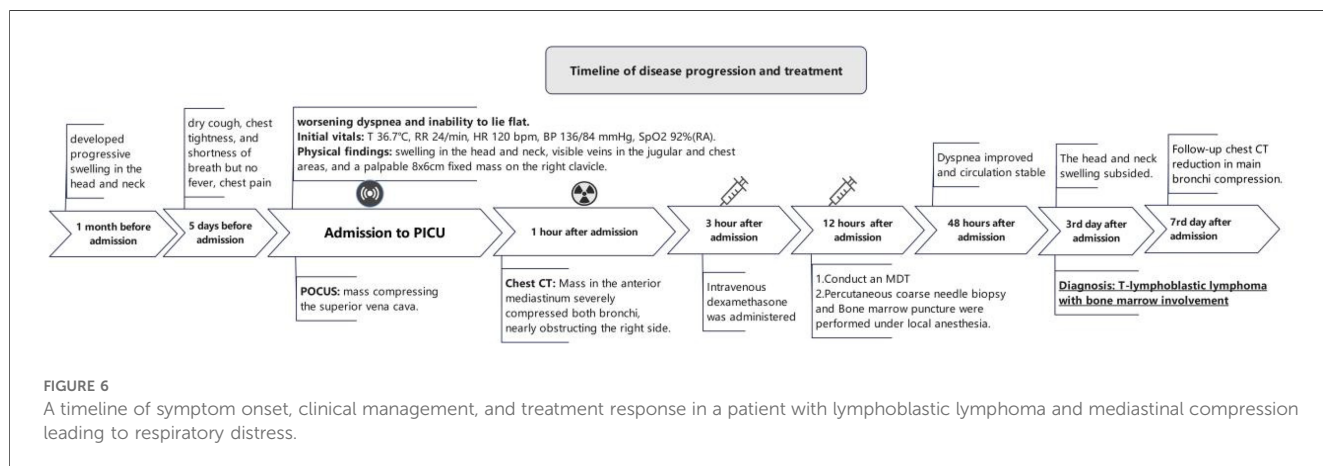 Timeline of disease progression and treatment
developed
progressive
swelling in the
head and neck
dry cough, chest
tightness, and
shortness of
breath but no
fever, chest pain
worsening dyspnea and inability to lie flat.
Initial vitals: T 36.7℃, RR 24/min, HR 120 bpm, BP 136/84 mmHg, SpO2 92%(RA).
Physical findings: swelling in the head and neck, visible veins in the jugular and chest
areas, and a palpable 8x6cm fixed mass on the right clavicle.
Dyspnea improved
and circulation stable
The head and neck
swelling subsided.
Follow-up chest CT
reduction in main
bronchi compression.
1 month before
admission
5 days before
admission
Admission to PICU
1 hour after admission
3 hour after
admission
12 hours after
admission
48 hours after
admission
3rd day after
admission
7rd day after
admission
POCUS: mass compressing
the superior vena cava.
Chest CT: Mass in the anterior
mediastinum severely
compressed both bronchi,
nearly obstructing the right side.
Intravenous
dexamethasone
was administered
1.Conduct an MDT
2.Percutaneous coarse needle biopsy
and Bone marrow puncture were
performed under local anesthesia.
Diagnosis: T-lymphoblastic lymphoma
with bone marrow involvement
FIGURE 6
A timeline of symptom onset, clinical management, and treatment response in a patient with lymphoblastic lymphoma and mediastinal compression
leading to respiratory distress.